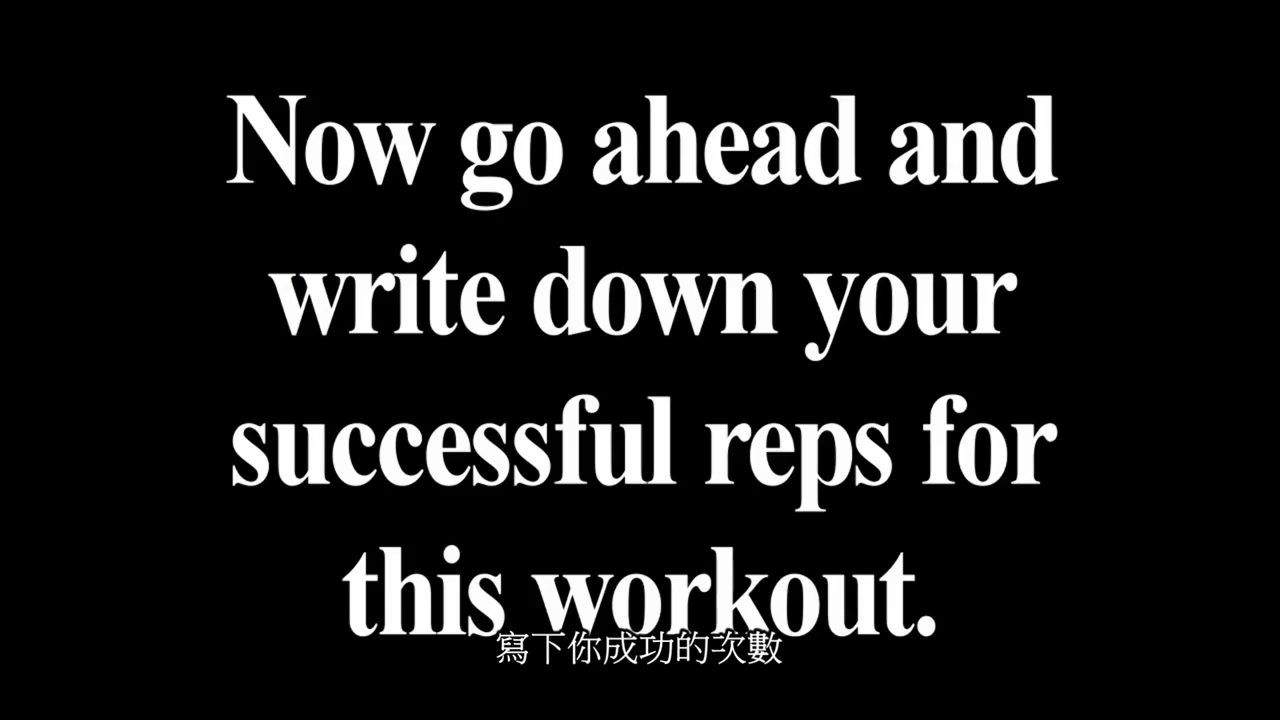 Now go ahead and
write down your
successful reps for
this workout.
寫下你成功的次數